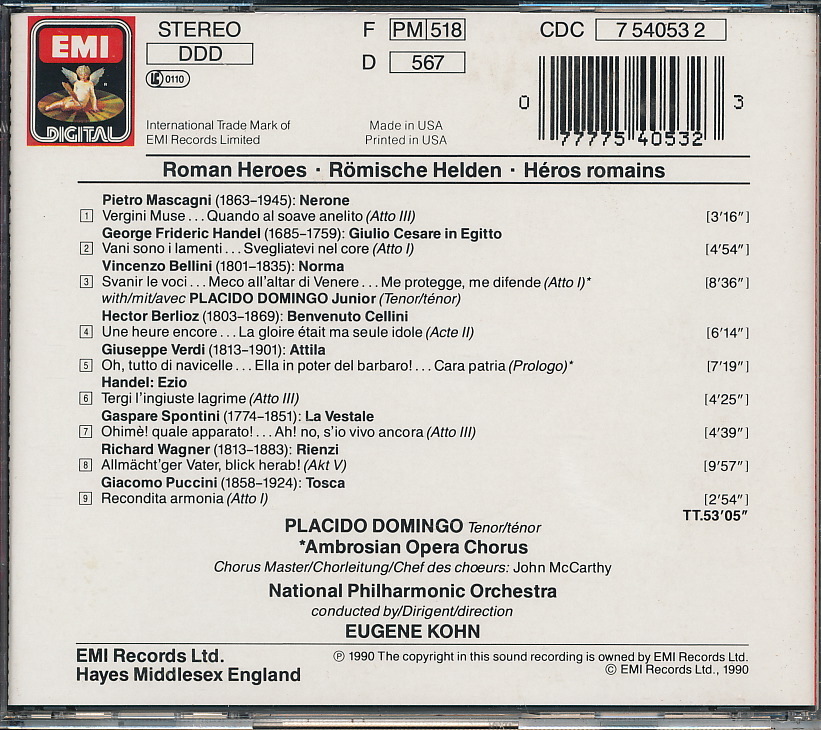 EMI
DIGITAL
STEREO
DDD
LC 0110
F PM 518
D 567
CDC 7 54053 2
0 77775 40532 3
International Trade Mark of
EMI Records Limited
Made in USA
Printed in USA
Roman Heroes · Römische Helden · Héros romains
Pietro Mascagni (1863–1945): Nerone
1 Vergini Muse . . . Quando al soave anelito (Atto III) [3′16″]
George Frideric Handel (1685–1759): Giulio Cesare in Egitto
2 Vani sono i lamenti . . . Svegliatevi nel core (Atto I) [4′54″]
Vincenzo Bellini (1801–1835): Norma
3 Svanir le voci . . . Meco all'altar di Venere . . . Me protegge, me difende (Atto I)* [8′36″]
with/mit/avec PLACIDO DOMINGO Junior (Tenor/ténor)
Hector Berlioz (1803–1869): Benvenuto Cellini
4 Une heure encore . . . La gloire était ma seule idole (Acte II) [6′14″]
Giuseppe Verdi (1813–1901): Attila
5 Oh, tutto di navicelle . . . Ella in poter del barbaro! . . . Cara patria (Prologo)* [7′19″]
Handel: Ezio
6 Tergi l'ingiuste lagrime (Atto III) [4′25″]
Gaspare Spontini (1774–1851): La Vestale
7 Ohimè! quale apparato! . . . Ah! no, s'io vivo ancora (Atto III) [4′39″]
Richard Wagner (1813–1883): Rienzi
8 Allmächt'ger Vater, blick herab! (Akt V) [9′57″]
Giacomo Puccini (1858–1924): Tosca
9 Recondita armonia (Atto I) [2′54″]
TT.53′05″
PLACIDO DOMINGO Tenor/ténor
*Ambrosian Opera Chorus
Chorus Master/Chorleitung/Chef des chœurs: John McCarthy
National Philharmonic Orchestra
conducted by/Dirigent/direction
EUGENE KOHN
EMI Records Ltd.
Hayes Middlesex England
℗ 1990 The copyright in this sound recording is owned by EMI Records Ltd.
© EMI Records Ltd., 1990